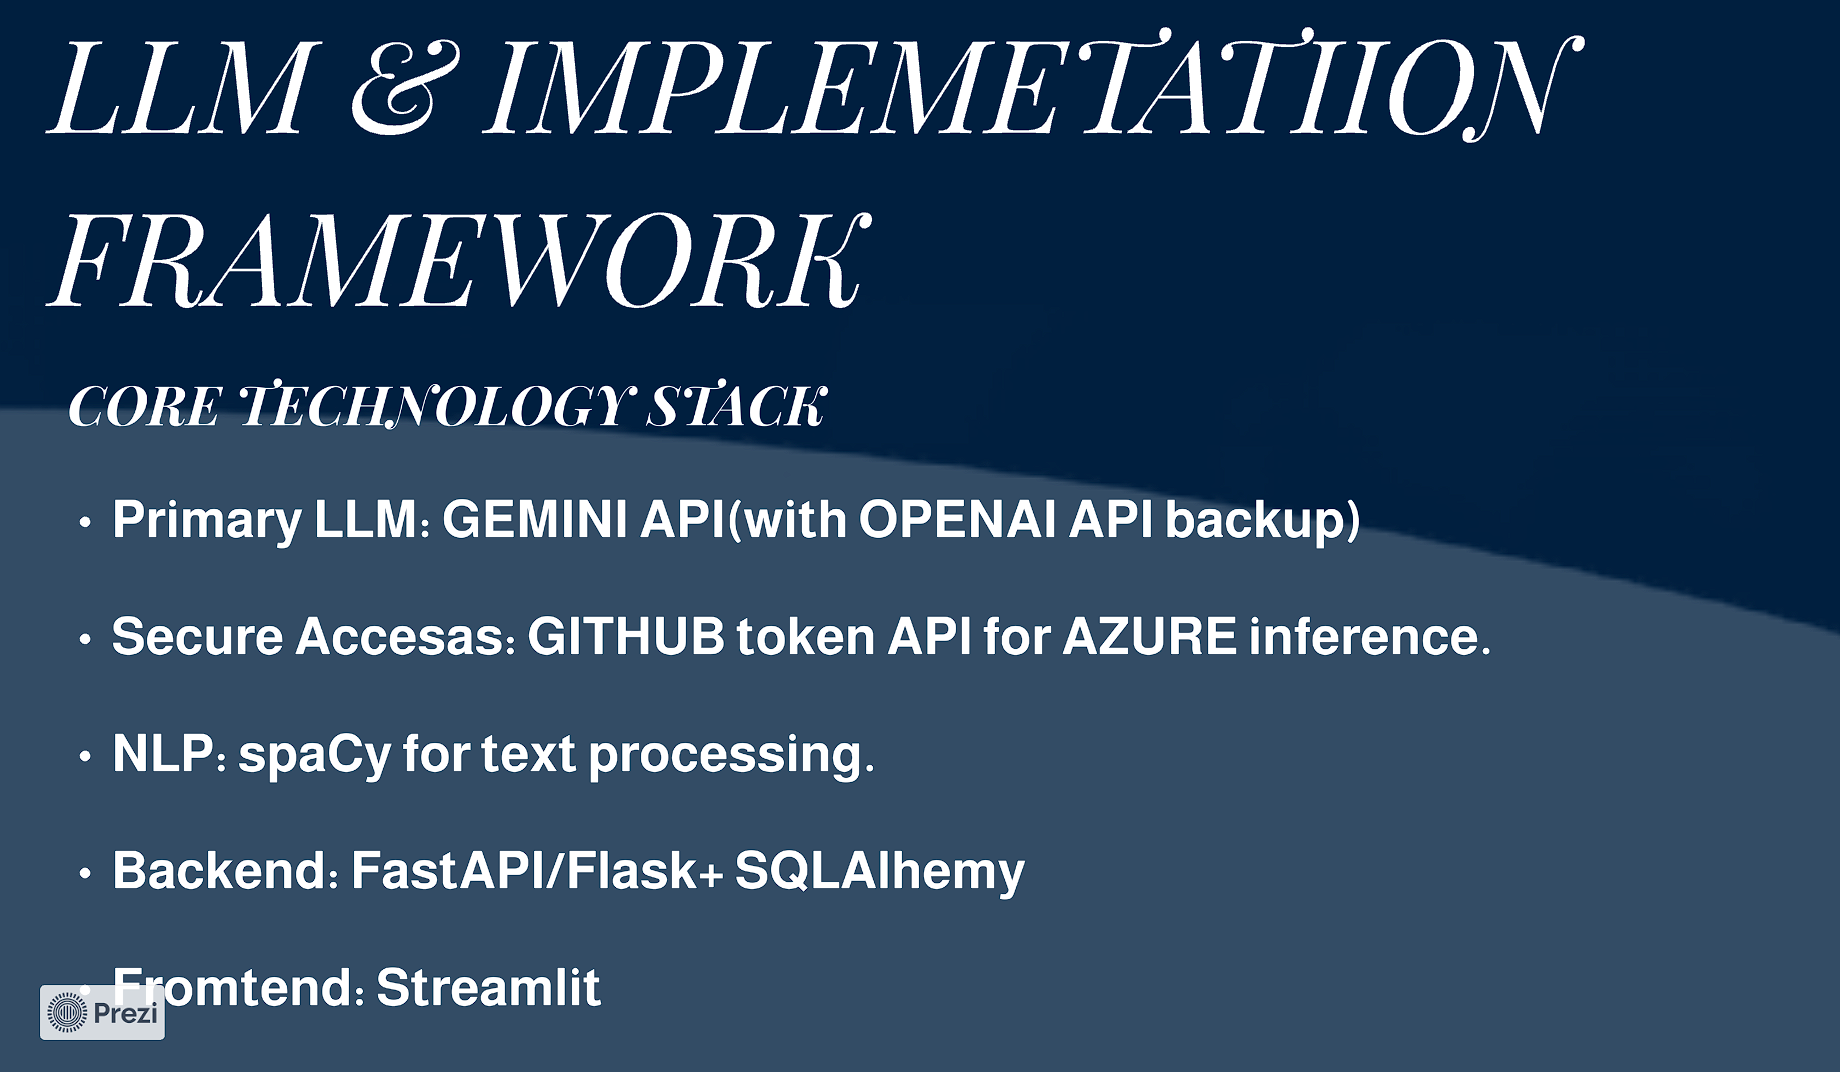 LLM & IMPLEMETATIION
FRAMEWORK
CORE TECHNOLOGY STACK
• Primary LLM: GEMINI API(with OPENAI API backup)
• Secure Accesas: GITHUB token API for AZURE inference.
• NLP: spaCy for text processing.
• Backend: FastAPI/Flask+ SQLAlhemy
• Fromtend: Streamlit
Prezi